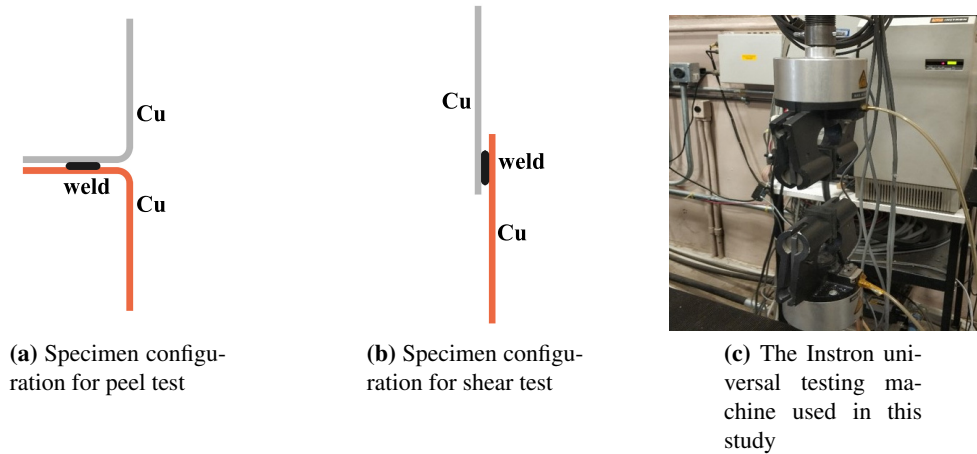 Cu
weld
Cu
Cu
weld
Cu
(a) Specimen configu-
ration for peel test
(b) Specimen configu-
ration for shear test
(c) The Instron uni-
versal testing ma-
chine used in this
study